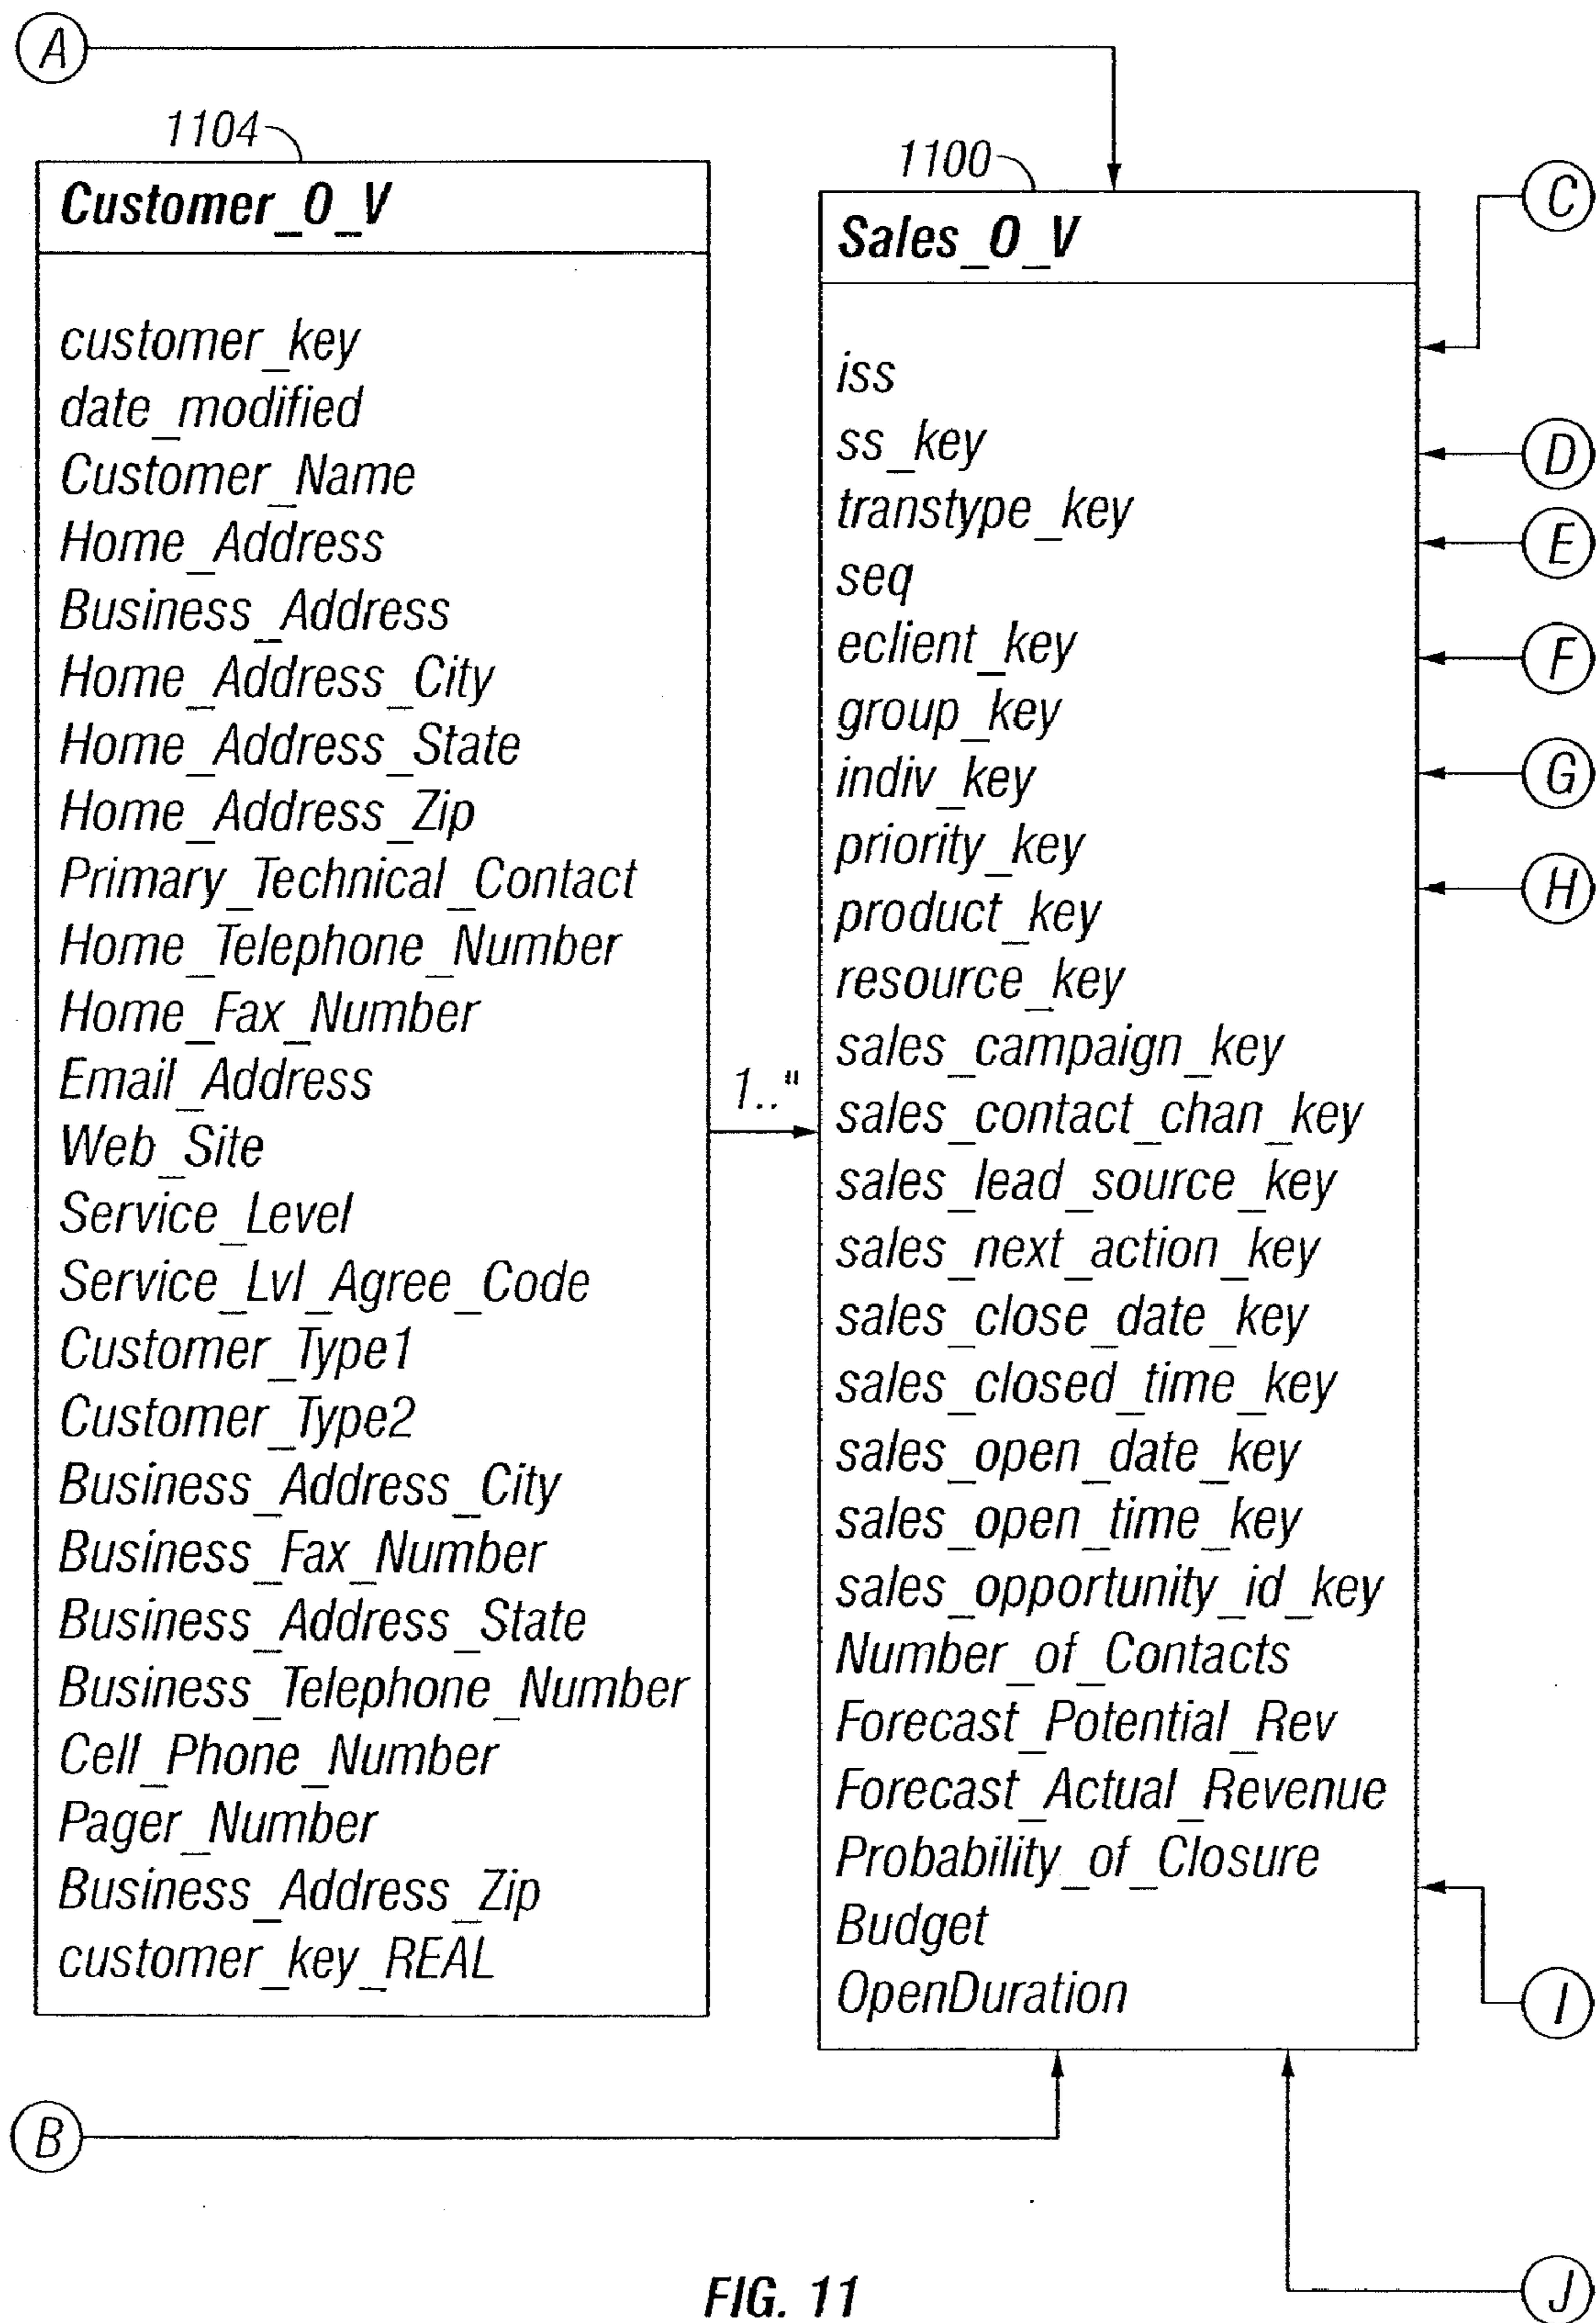 A
1104
Customer_O_V
customer_key
date_modified
Customer_Name
Home_Address
Business_Address
Home_Address_City
Home_Address_State
Home_Address_Zip
Primary_Technical_Contact
Home_Telephone_Number
Home_Fax_Number
Email_Address
Web_Site
Service_Level
Service_Lvl_Agree_Code
Customer_Type1
Customer_Type2
Business_Address_City
Business_Fax_Number
Business_Address_State
Business_Telephone_Number
Cell_Phone_Number
Pager_Number
Business_Address_Zip
customer_key_REAL
1.."
1100
Sales_O_V
iss
ss_key
transtype_key
seq
eclient_key
group_key
indiv_key
priority_key
product_key
resource_key
sales_campaign_key
sales_contact_chan_key
sales_lead_source_key
sales_next_action_key
sales_close_date_key
sales_closed_time_key
sales_open_date_key
sales_open_time_key
sales_opportunity_id_key
Number_of_Contacts
Forecast_Potential_Rev
Forecast_Actual_Revenue
Probability_of_Closure
Budget
OpenDuration
C
D
E
F
G
H
I
B
J
FIG. 11